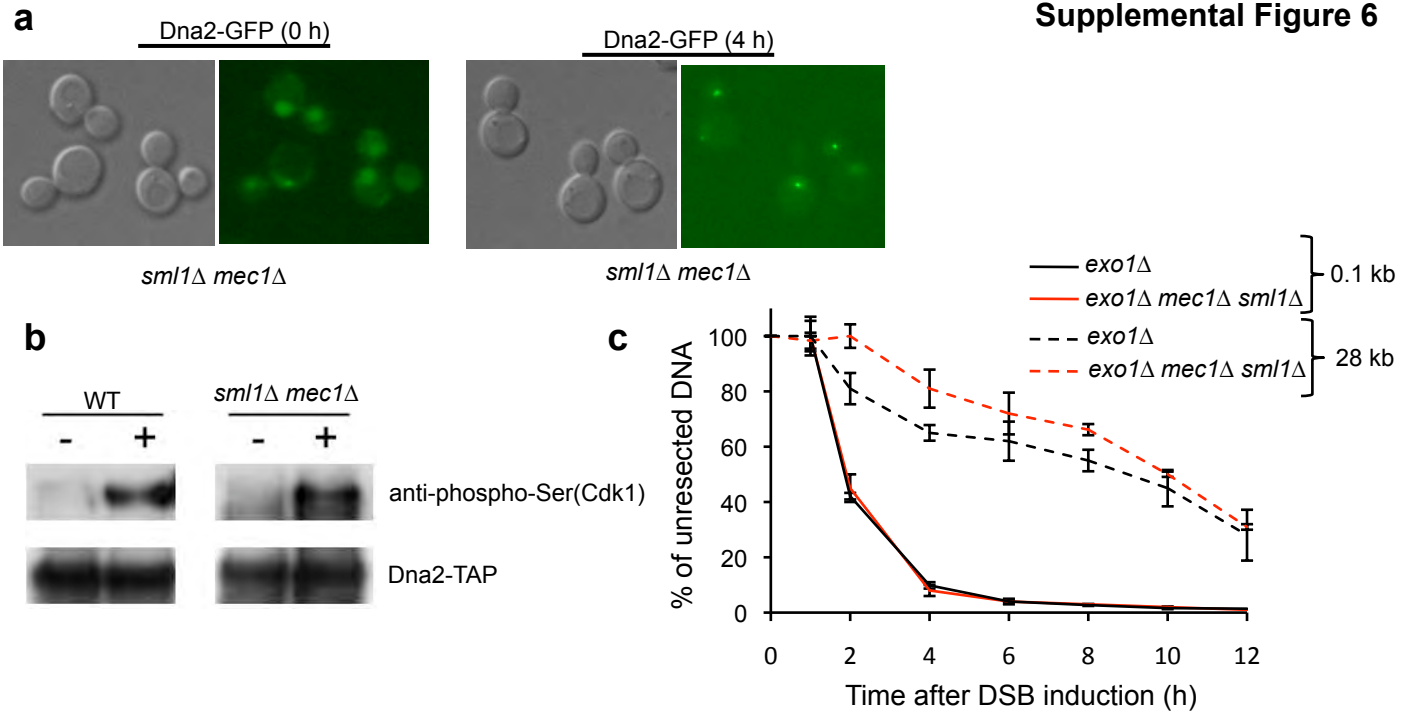 Supplemental Figure 6
a
Dna2-GFP (0 h)
Dna2-GFP (4 h)
sml1Δ mec1Δ
sml1Δ mec1Δ
b
WT
sml1Δ mec1Δ
- +
- +
anti-phospho-Ser(Cdk1)
Dna2-TAP
c
exo1Δ
exo1Δ mec1Δ sml1Δ
0.1 kb
exo1Δ
exo1Δ mec1Δ sml1Δ
28 kb
% of unresected DNA
100
80
60
40
20
0
0 2 4 6 8 10 12
Time after DSB induction (h)